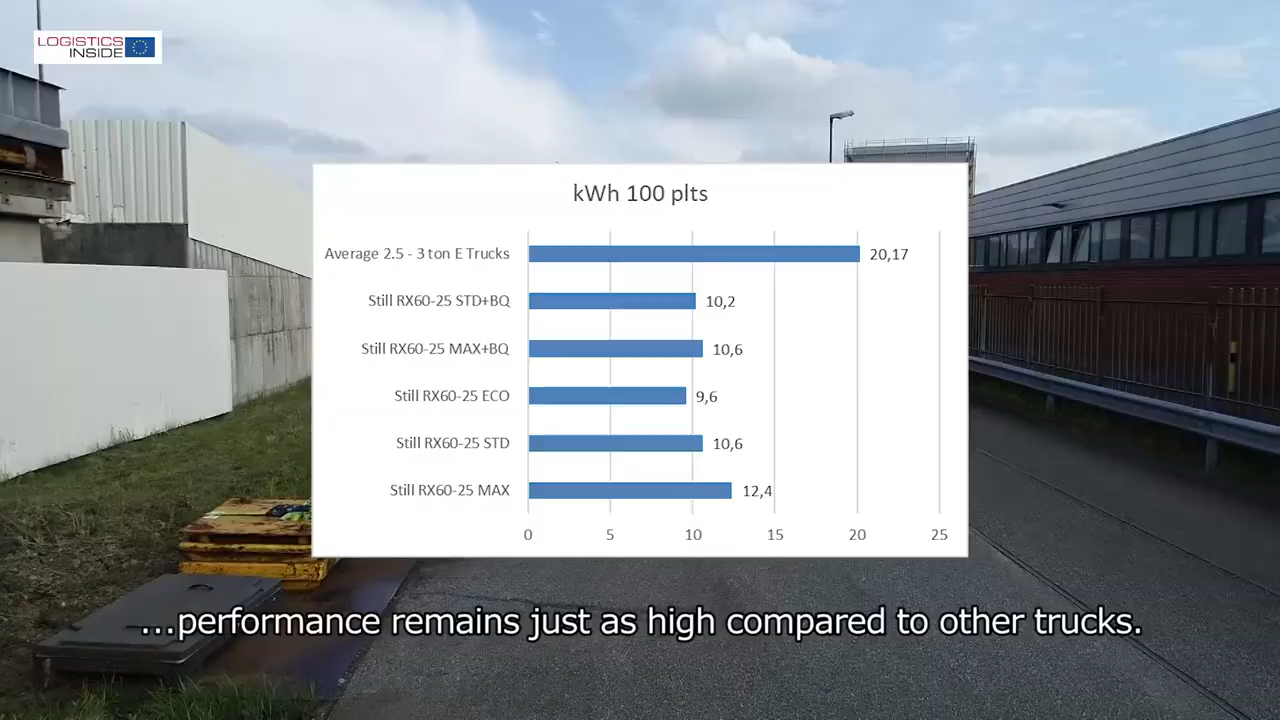 LOGISTICS
INSIDE
kWh 100 plts
Average 2.5 - 3 ton E Trucks 20,17
Still RX60-25 STD+BQ 10,2
Still RX60-25 MAX+BQ 10,6
Still RX60-25 ECO 9,6
Still RX60-25 STD 10,6
Still RX60-25 MAX 12,4
0 5 10 15 20 25
...performance remains just as high compared to other trucks.